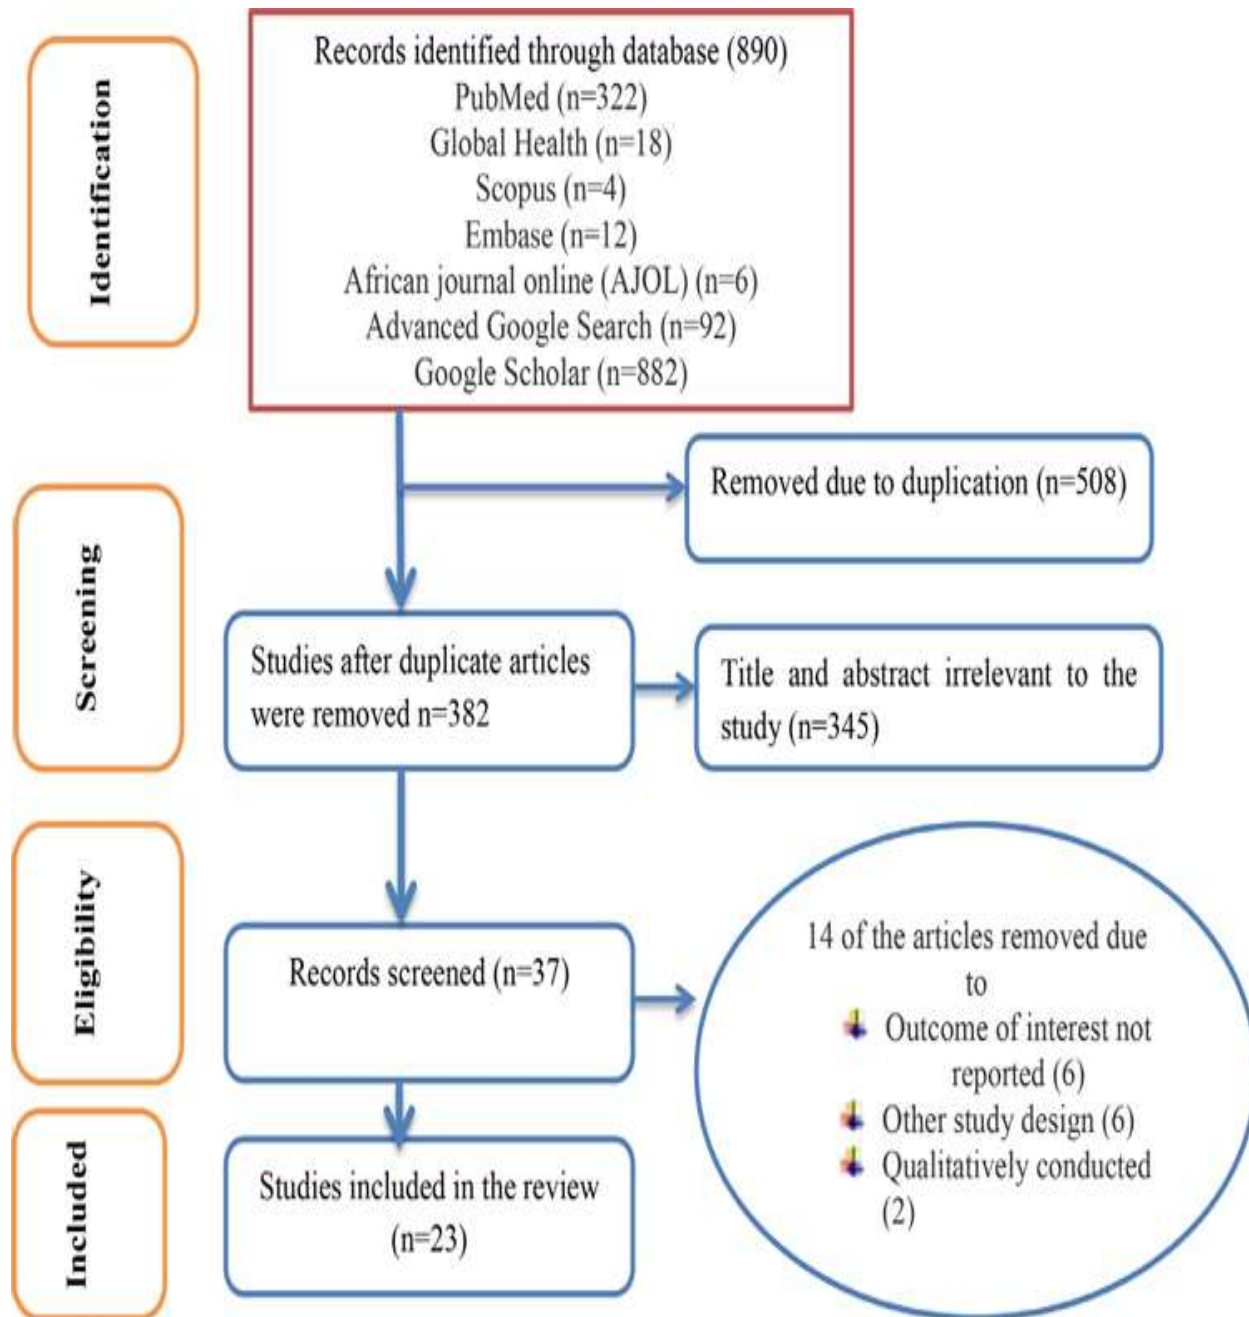 Identification
Records identified through database (890)
PubMed (n=322)
Global Health (n=18)
Scopus (n=4)
Embase (n=12)
African journal online (AJOL) (n=6)
Advanced Google Search (n=92)
Google Scholar (n=882)
Removed due to duplication (n=508)
Screening
Studies after duplicate articles
were removed n=382
Title and abstract irrelevant to the
study (n=345)
Eligibility
Records screened (n=37)
14 of the articles removed due
to
Outcome of interest not
reported (6)
Other study design (6)
Qualitatively conducted
(2)
Included
Studies included in the review
(n=23)